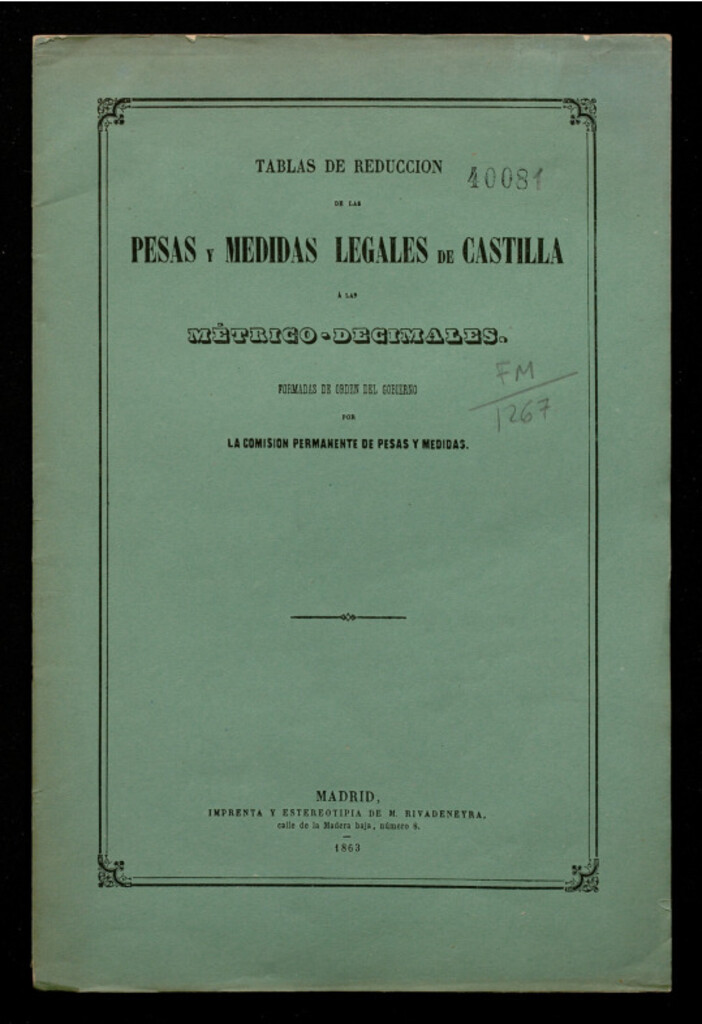 TABLAS DE REDUCCION
40081
DE LAS
PESAS Y MEDIDAS LEGALES DE CASTILLA
Á LAS
MÉTRICO-DECIMALES.
FM
1267
FORMADAS DE ORDEN DEL GOBIERNO
POR
LA COMISION PERMANENTE DE PESAS Y MEDIDAS.
MADRID,
IMPRENTA Y ESTEREOTIPIA DE M. RIVADENEYRA,
calle de la Madera baja, número 8.
1863